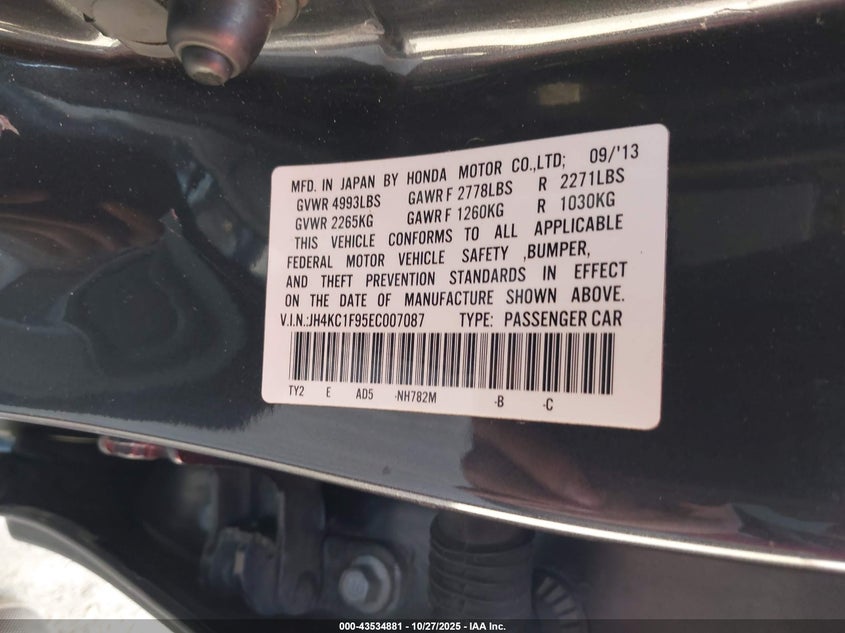 MFD. IN JAPAN BY HONDA MOTOR CO.,LTD; 09/'13
GVWR 4993LBS GAWR F 2778LBS R 2271LBS
GVWR 2265KG GAWR F 1260KG R 1030KG
THIS VEHICLE CONFORMS TO ALL APPLICABLE
FEDERAL MOTOR VEHICLE SAFETY ,BUMPER,
AND THEFT PREVENTION STANDARDS IN EFFECT
ON THE DATE OF MANUFACTURE SHOWN ABOVE.
V.I.N.:JH4KC1F95EC007087 TYPE: PASSENGER CAR
TY2 E AD5 -NH782M -B -C
000-43534881 | 10/27/2025 - IAA Inc.